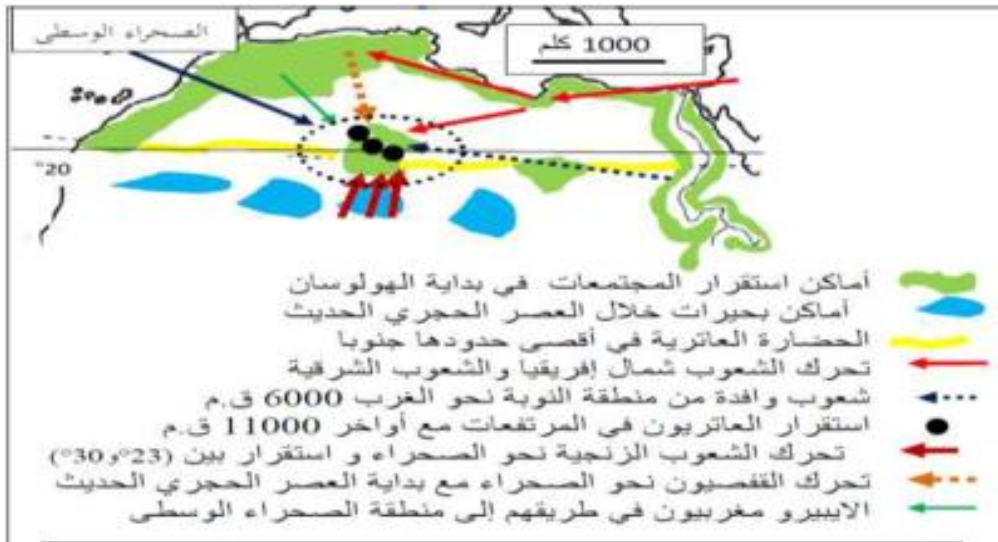 الصحراء الوسطى
1000 كلم
°20
أماكن استقرار المجتمعات في بداية الهولوسان
أماكن بحيرات خلال العصر الحجري الحديث
الحضارة العاترية في أقصى حدودها جنوبا
تحرك الشعوب شمال إفريقيا والشعوب الشرقية
شعوب وافدة من منطقة النوبة نحو الغرب 6000 ق.م
استقرار العاتريون في المرتفعات مع أواخر 11000 ق.م
تحرك الشعوب الزنجية نحو الصحراء و استقرار بين (23°و30°)
تحرك القفصيون نحو الصحراء مع بداية العصر الحجري الحديث
الايبيرو مغربيون في طريقهم إلى منطقة الصحراء الوسطى